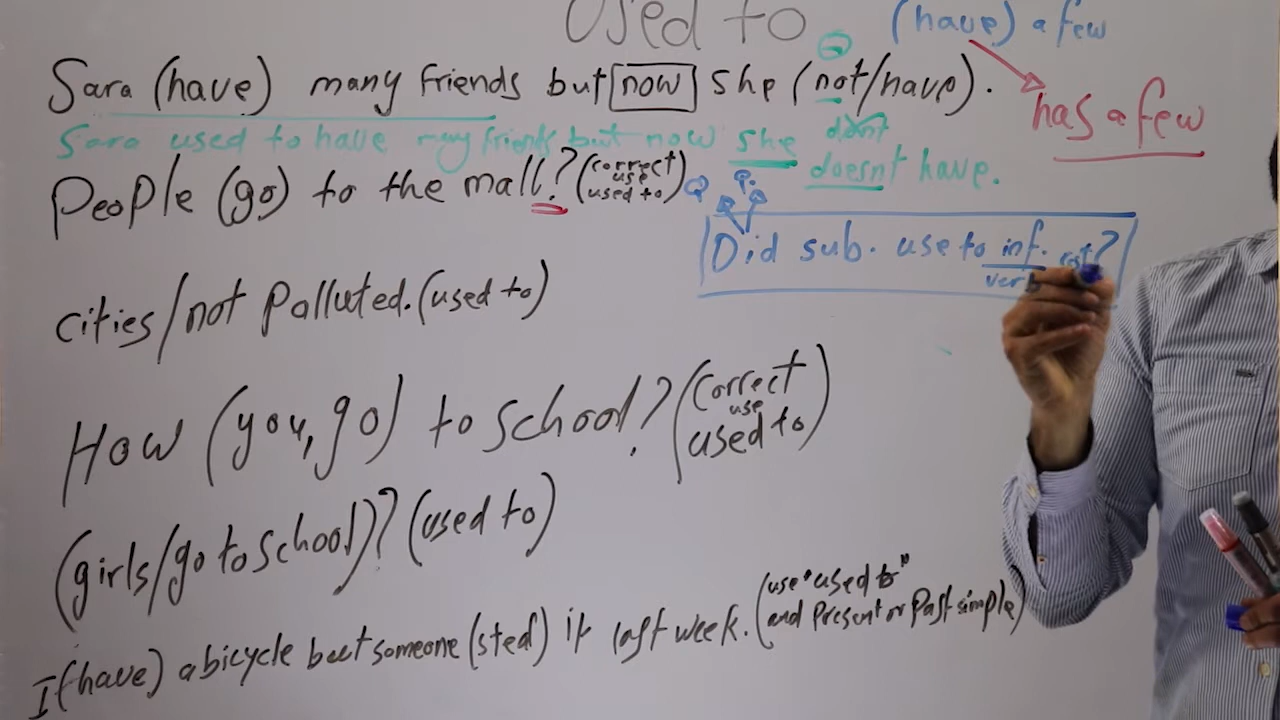 used to
(have) a few
Sara (have) many friends but now she (not/have).
has a few
Sara used to have many friends but now she didnt
doesnt have.
People (go) to the mall? (correct use used to)
Q Q.
Did sub. use to inf. verb ?
cities/not Polluted. (used to)
How (you, go) to school? (correct use used to)
(girls/go to school)? (used to)
I (have) a bicycle but someone (steal) it last week. (use "used to" and Present or Past simple)